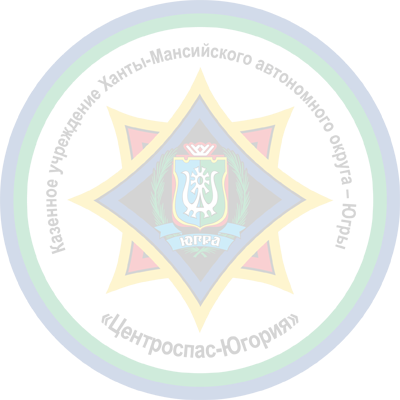 Казенное учреждение Ханты-Мансийского автономного округа – Югры
ЮГРА
«Центроспас-Югория»